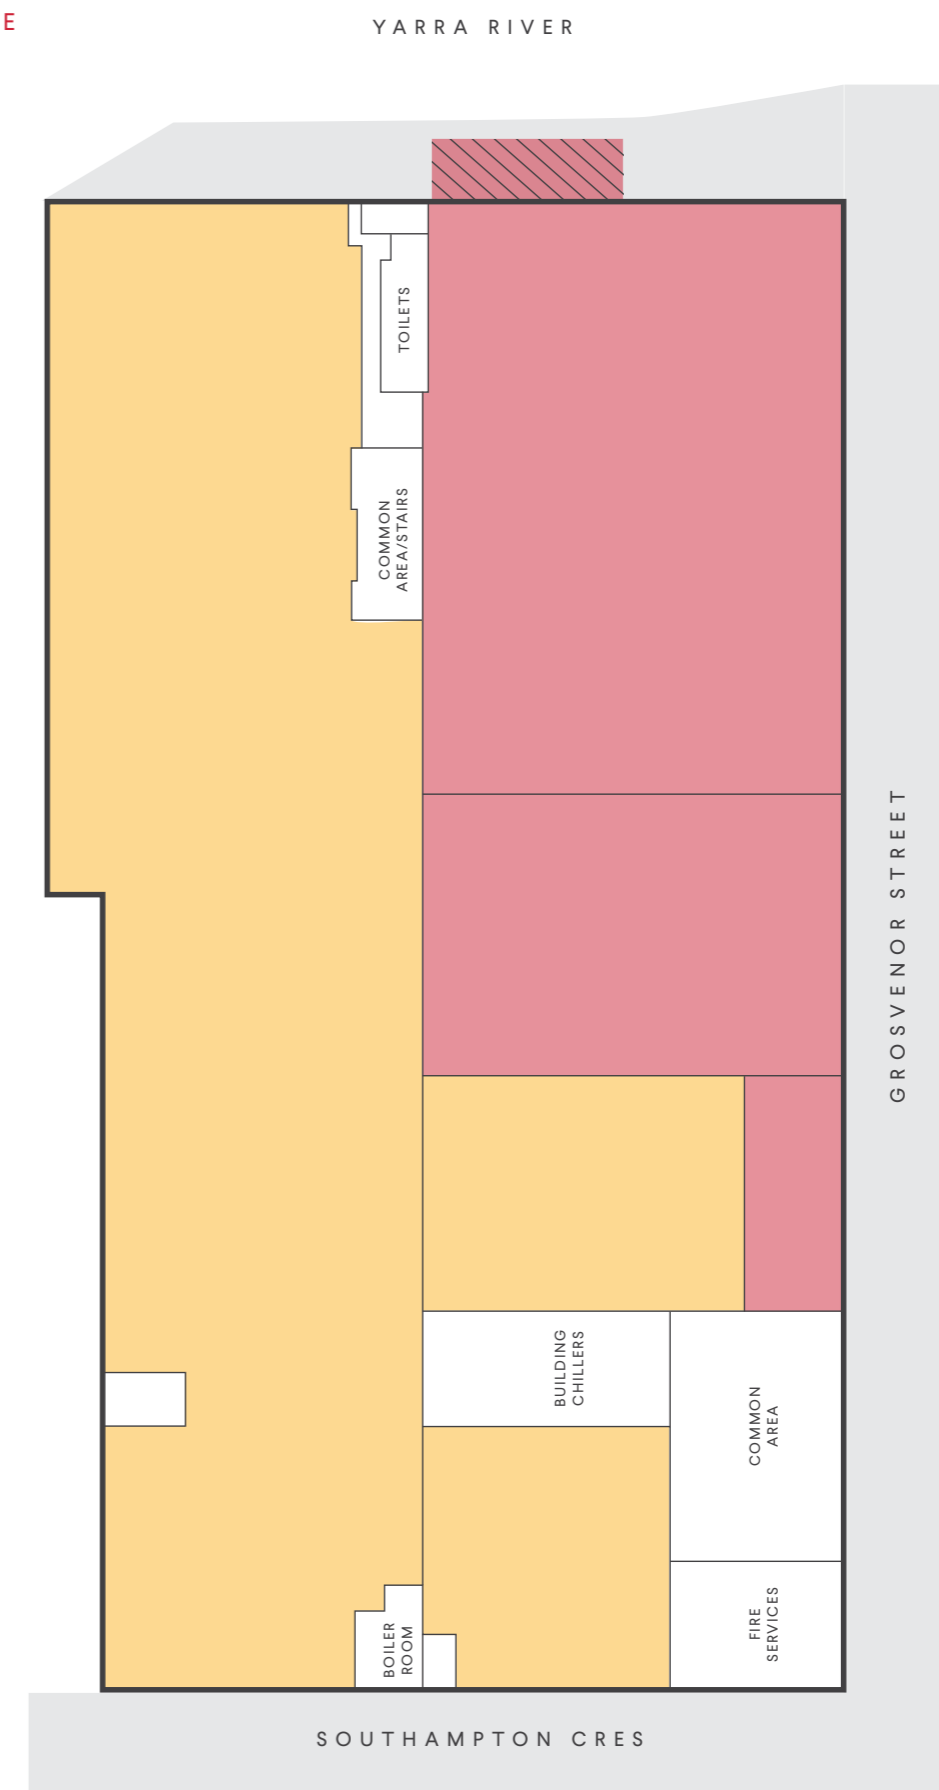 E
YARRA RIVER
TOILETS
COMMON
AREA/STAIRS
GROSVENOR STREET
BUILDING
CHILLERS
COMMON
AREA
FIRE
SERVICES
BOILER
ROOM
SOUTHAMPTON CRES